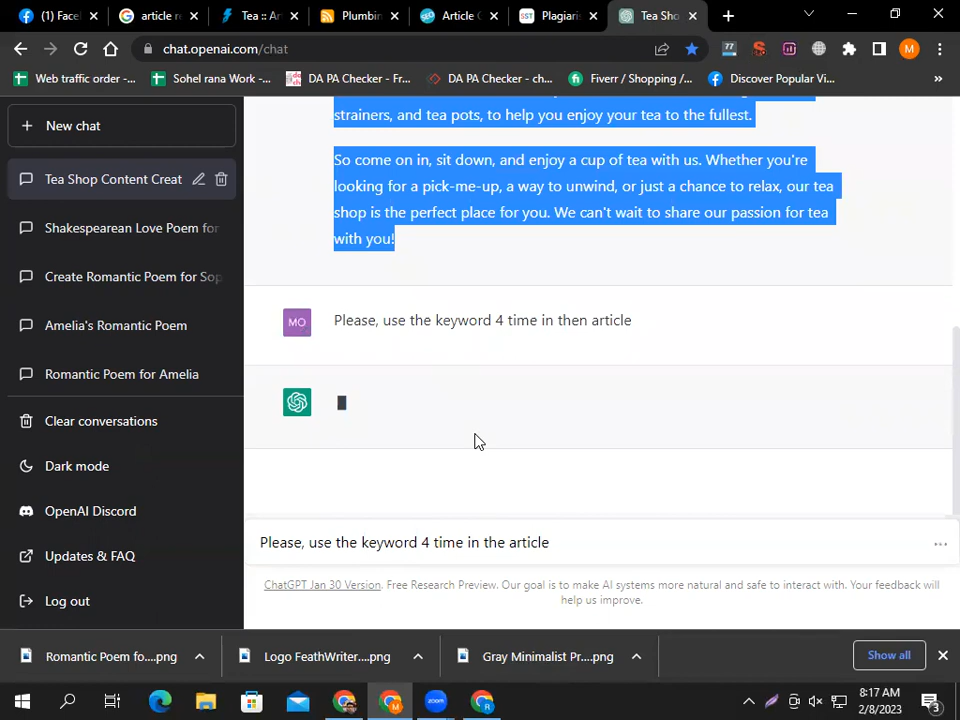 (1) Face
article re
Tea :: A
Plumbin
Article C
Plagiaris
Tea Sho
chat.openai.com/chat
77
M
Web traffic order -...
Sohel rana Work -...
DA PA Checker - Fr...
DA PA Checker - ch...
Fiverr / Shopping /...
Discover Popular Vi...
»
New chat
Tea Shop Content Creat
Shakespearean Love Poem for
Create Romantic Poem for Sop
Amelia's Romantic Poem
Romantic Poem for Amelia
Clear conversations
Dark mode
OpenAI Discord
Updates & FAQ
Log out
strainers, and tea pots, to help you enjoy your tea to the fullest.
So come on in, sit down, and enjoy a cup of tea with us. Whether you're
looking for a pick-me-up, a way to unwind, or just a chance to relax, our tea
shop is the perfect place for you. We can't wait to share our passion for tea
with you!
MO
Please, use the keyword 4 time in then article
Please, use the keyword 4 time in the article
ChatGPT Jan 30 Version. Free Research Preview. Our goal is to make AI systems more natural and safe to interact with. Your feedback will
help us improve.
Romantic Poem fo....png
Logo FeathWriter....png
Gray Minimalist Pr....png
Show all
zoom
8:17 AM
2/8/2023
3